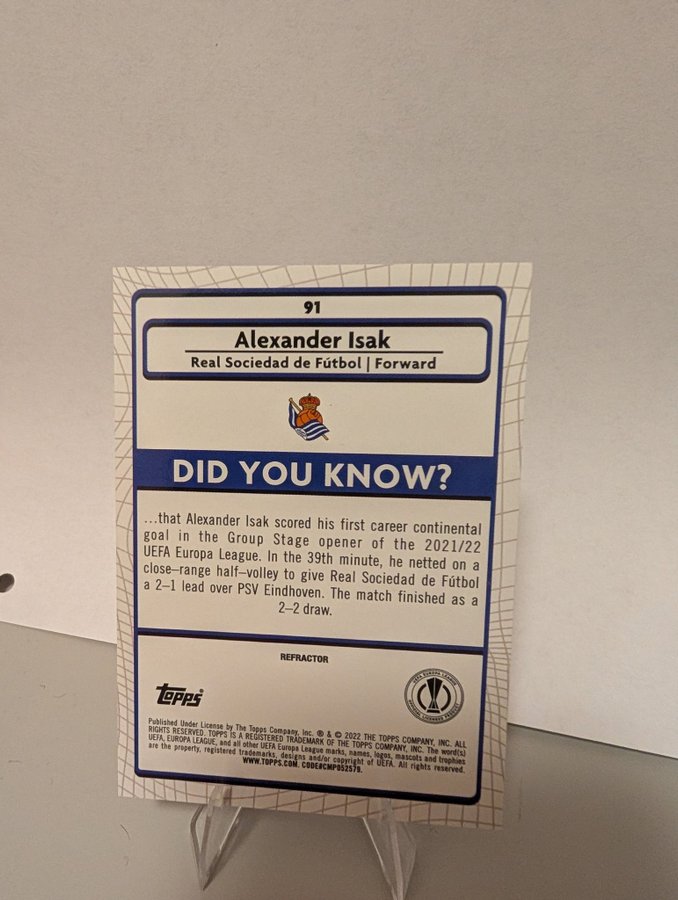 91
Alexander Isak
Real Sociedad de Fútbol | Forward
DID YOU KNOW?
...that Alexander Isak scored his first career continental
goal in the Group Stage opener of the 2021/22
UEFA Europa League. In the 39th minute, he netted on a
close–range half–volley to give Real Sociedad de Fútbol
a 2–1 lead over PSV Eindhoven. The match finished as a
2–2 draw.
REFRACTOR
Topps®
UEFA EUROPA LEAGUE
OFFICIAL LICENSED PRODUCT
Published Under License by The Topps Company, Inc. ® & © 2022 THE TOPPS COMPANY, INC. ALL
RIGHTS RESERVED. TOPPS IS A REGISTERED TRADEMARK OF THE TOPPS COMPANY, INC. The word(s)
UEFA, EUROPA LEAGUE, and all other UEFA Europa League marks, names, logos, mascots and trophies
are the property, registered trademarks, designs and/or copyright of UEFA. All rights reserved.
WWW.TOPPS.COM. CODE#CMP052579.